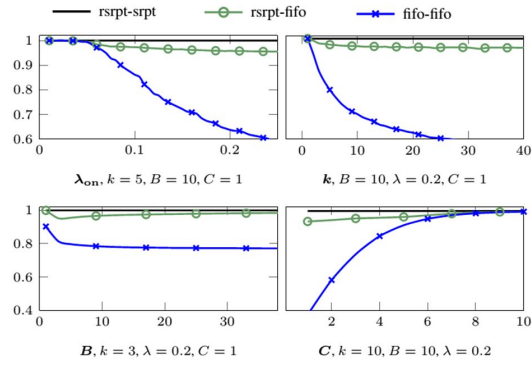 rsrpt-srpt rsrpt-fifo fifo-fifo
1
0.9
0.8
0.7
0.6
0 0.1 0.2
0 10 20 30 40
λ_on, k = 5, B = 10, C = 1
k, B = 10, λ = 0.2, C = 1
1
0.8
0.6
0.4
0 10 20 30
2 4 6 8 10
B, k = 3, λ = 0.2, C = 1
C, k = 10, B = 10, λ = 0.2